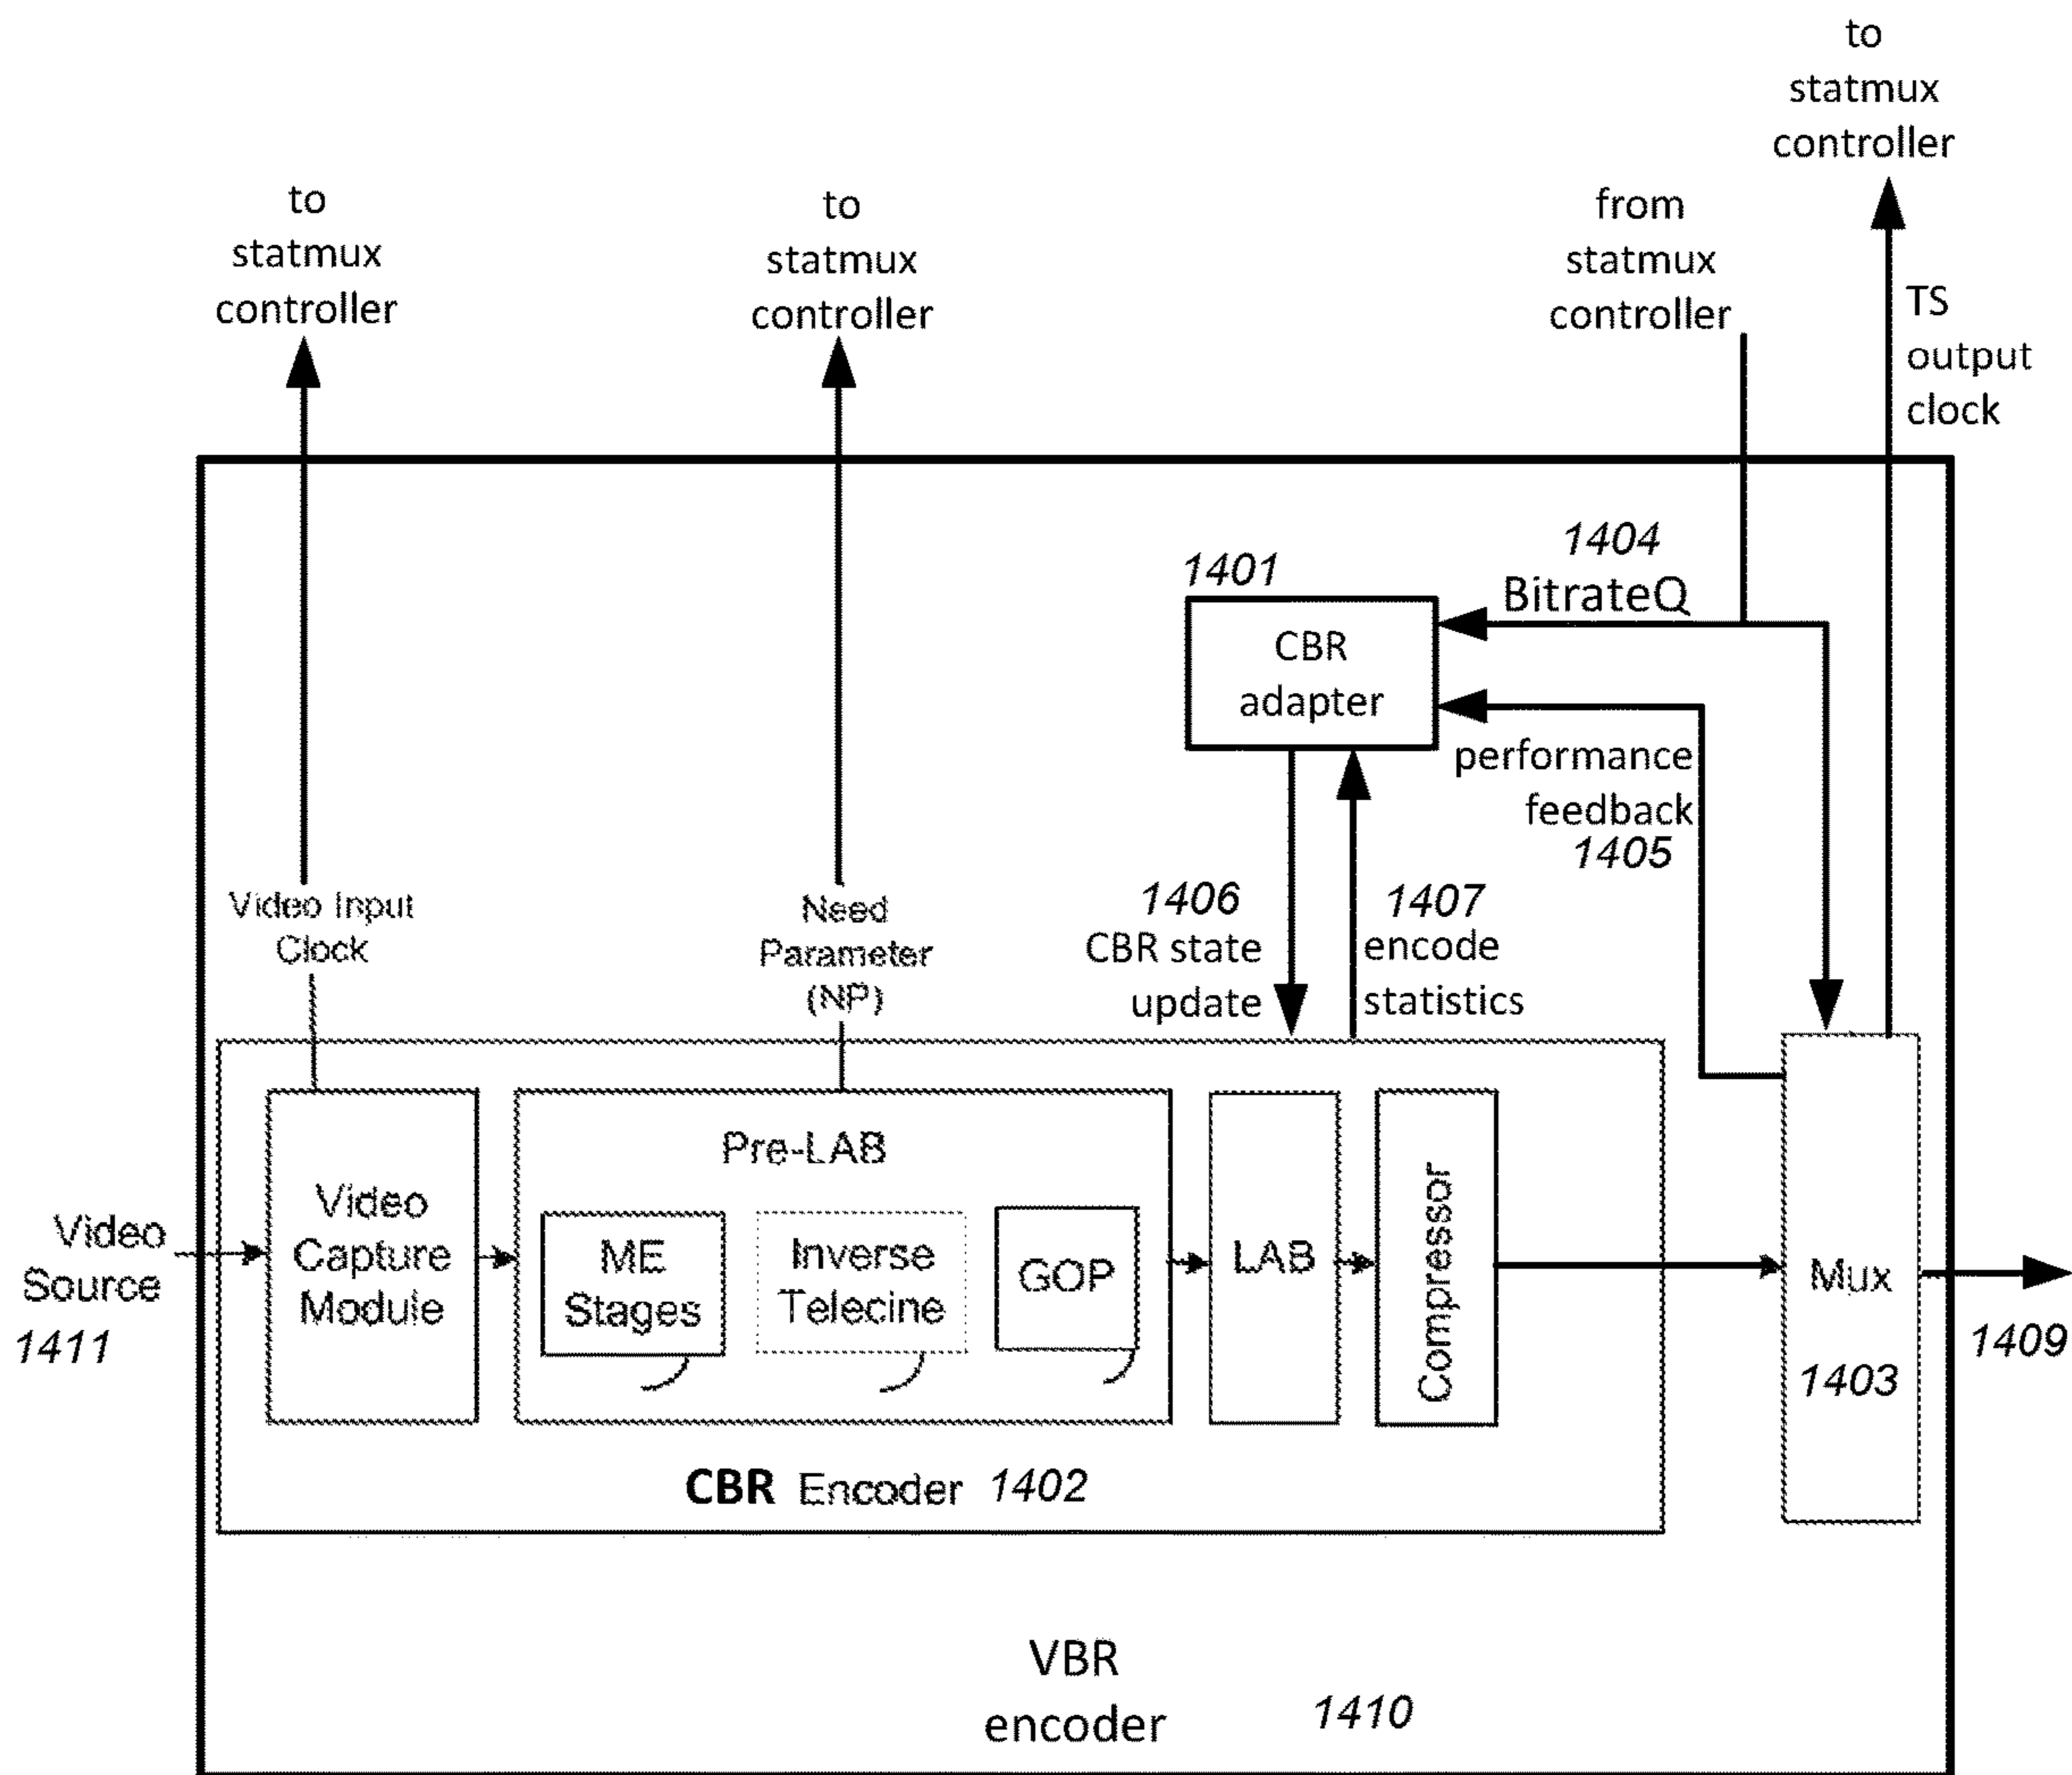 to
statmux
controller
to
statmux
controller
to
statmux
controller
from
statmux
controller
TS
output
clock
1404
BitrateQ
1401
CBR
adapter
performance
feedback
1405
1406
CBR state
update
1407
encode
statistics
Video Input
Clock
Need
Parameter
(NP)
Video
Source
1411
Video
Capture
Module
Pre-LAB
ME
Stages
Inverse
Telecine
GOP
LAB
Compressor
Mux
1403
1409
CBR Encoder 1402
VBR
encoder
1410